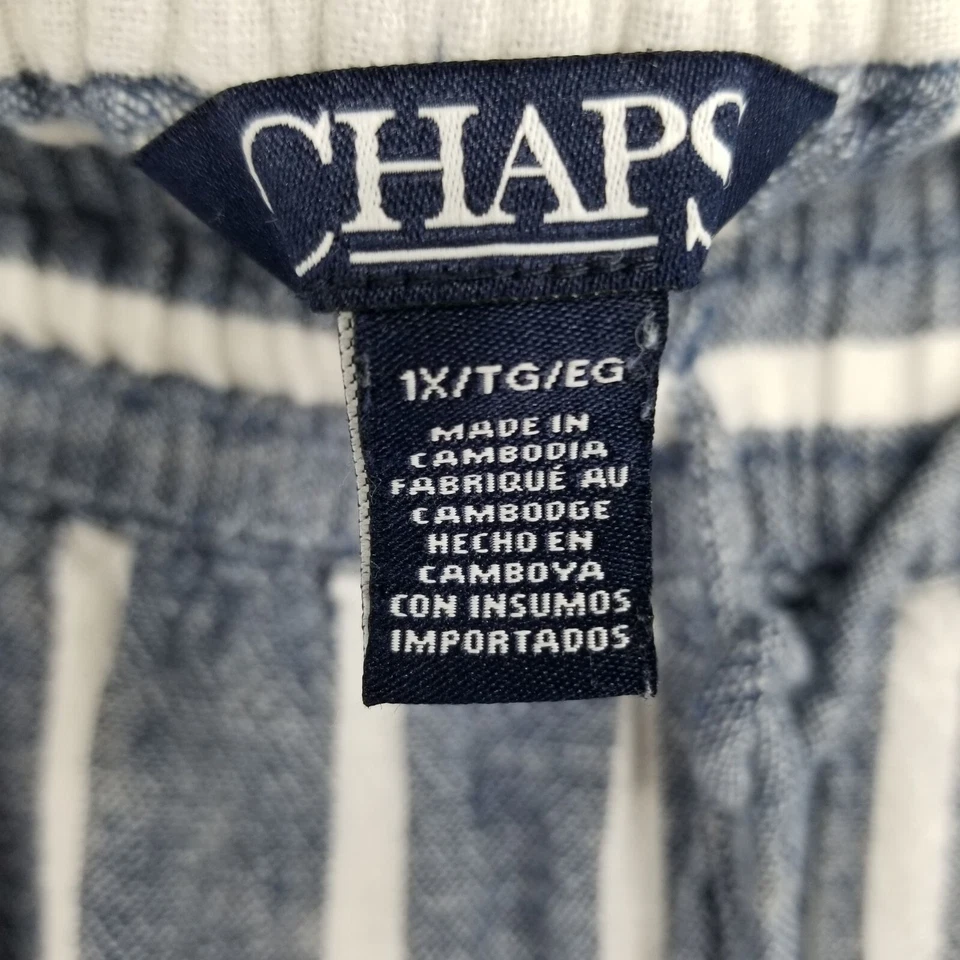 CHAPS
1X/TG/EG
MADE IN
CAMBODIA
FABRIQUÉ AU
CAMBODGE
HECHO EN
CAMBOYA
CON INSUMOS
IMPORTADOS